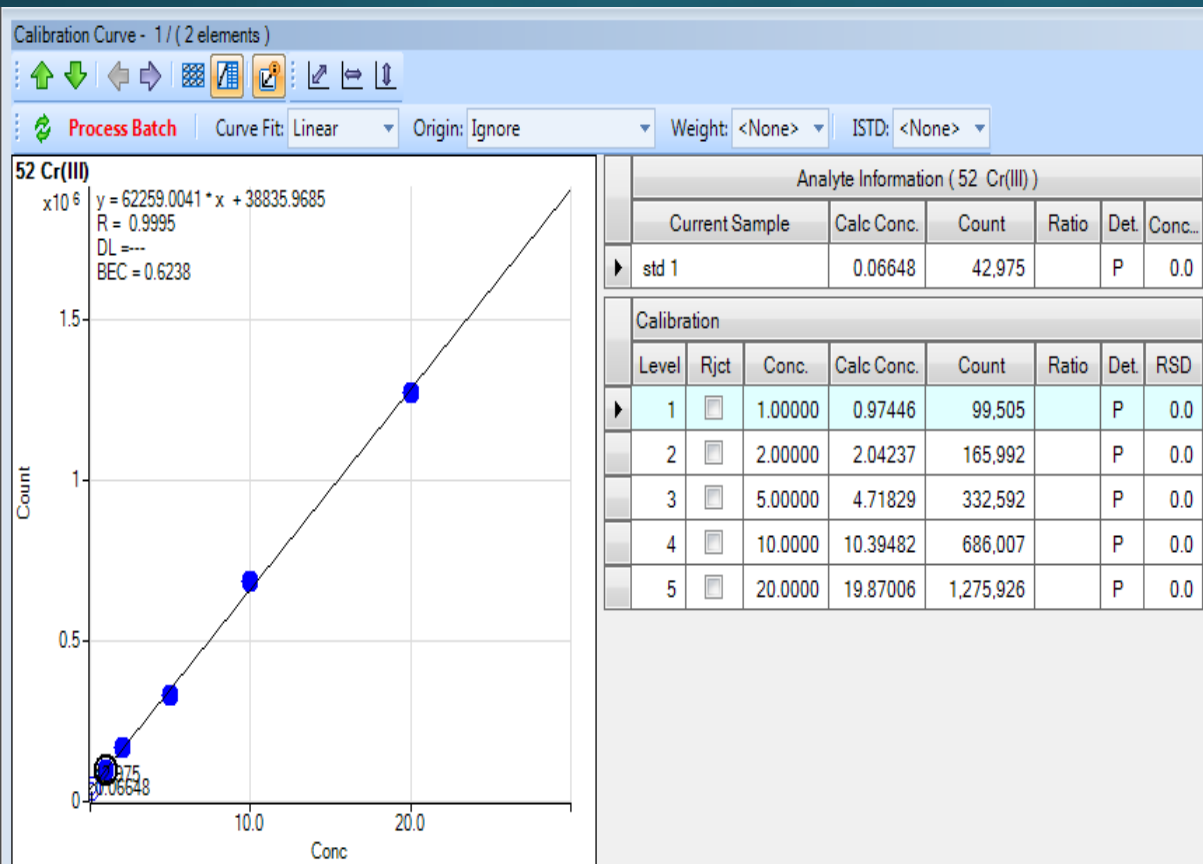 Calibration Curve - 1 / ( 2 elements )
Process Batch Curve Fit: Linear Origin: Ignore Weight: <None> ISTD: <None>
52 Cr(III)
x10 6
y = 62259.0041 * x + 38835.9685
R = 0.9995
DL =---
BEC = 0.6238
1.5
1
0.5
0
Count
10.0 20.0
Conc
Analyte Information ( 52 Cr(III) )
Current Sample Calc Conc. Count Ratio Det. Conc...
std 1 0.06648 42,975 P 0.0
Calibration
Level Rjct Conc. Calc Conc. Count Ratio Det. RSD
1 1.00000 0.97446 99,505 P 0.0
2 2.00000 2.04237 165,992 P 0.0
3 5.00000 4.71829 332,592 P 0.0
4 10.0000 10.39482 686,007 P 0.0
5 20.0000 19.87006 1,275,926 P 0.0